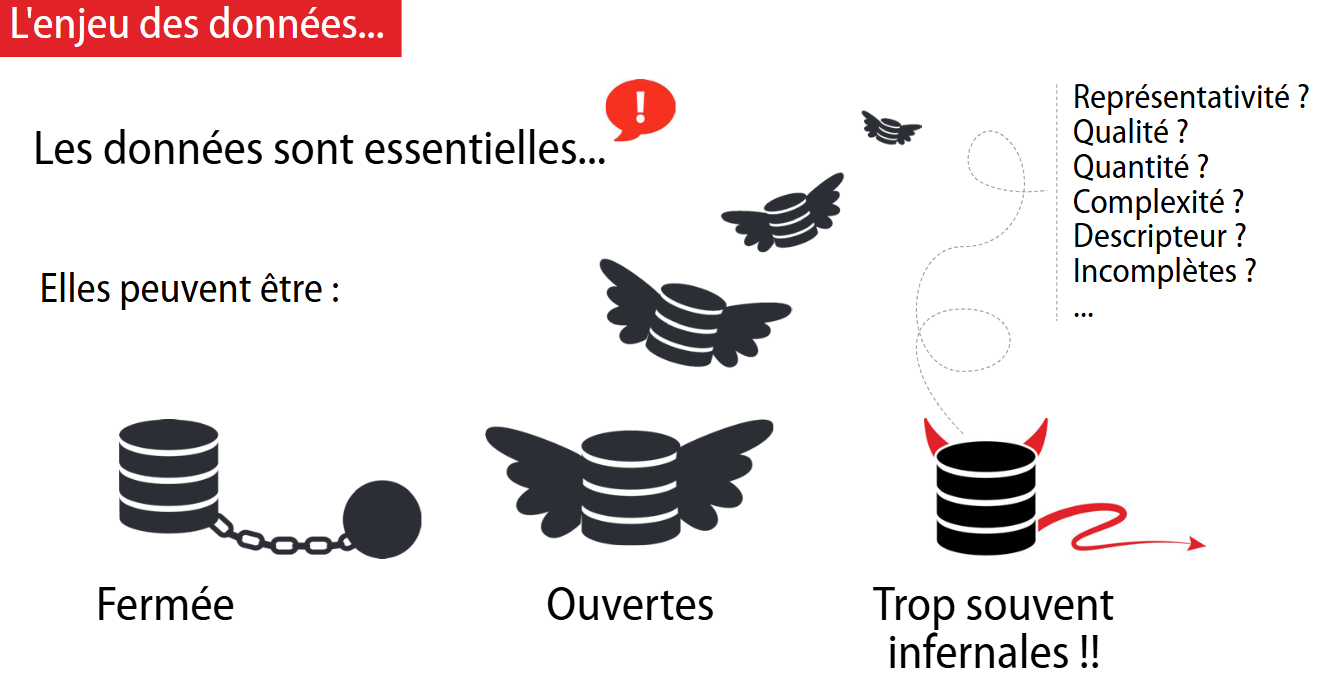 L'enjeu des données...
Les données sont essentielles...
!
Elles peuvent être :
Représentativité ?
Qualité ?
Quantité ?
Complexité ?
Descripteur ?
Incomplètes ?
...
Fermée
Ouvertes
Trop souvent
infernales !!